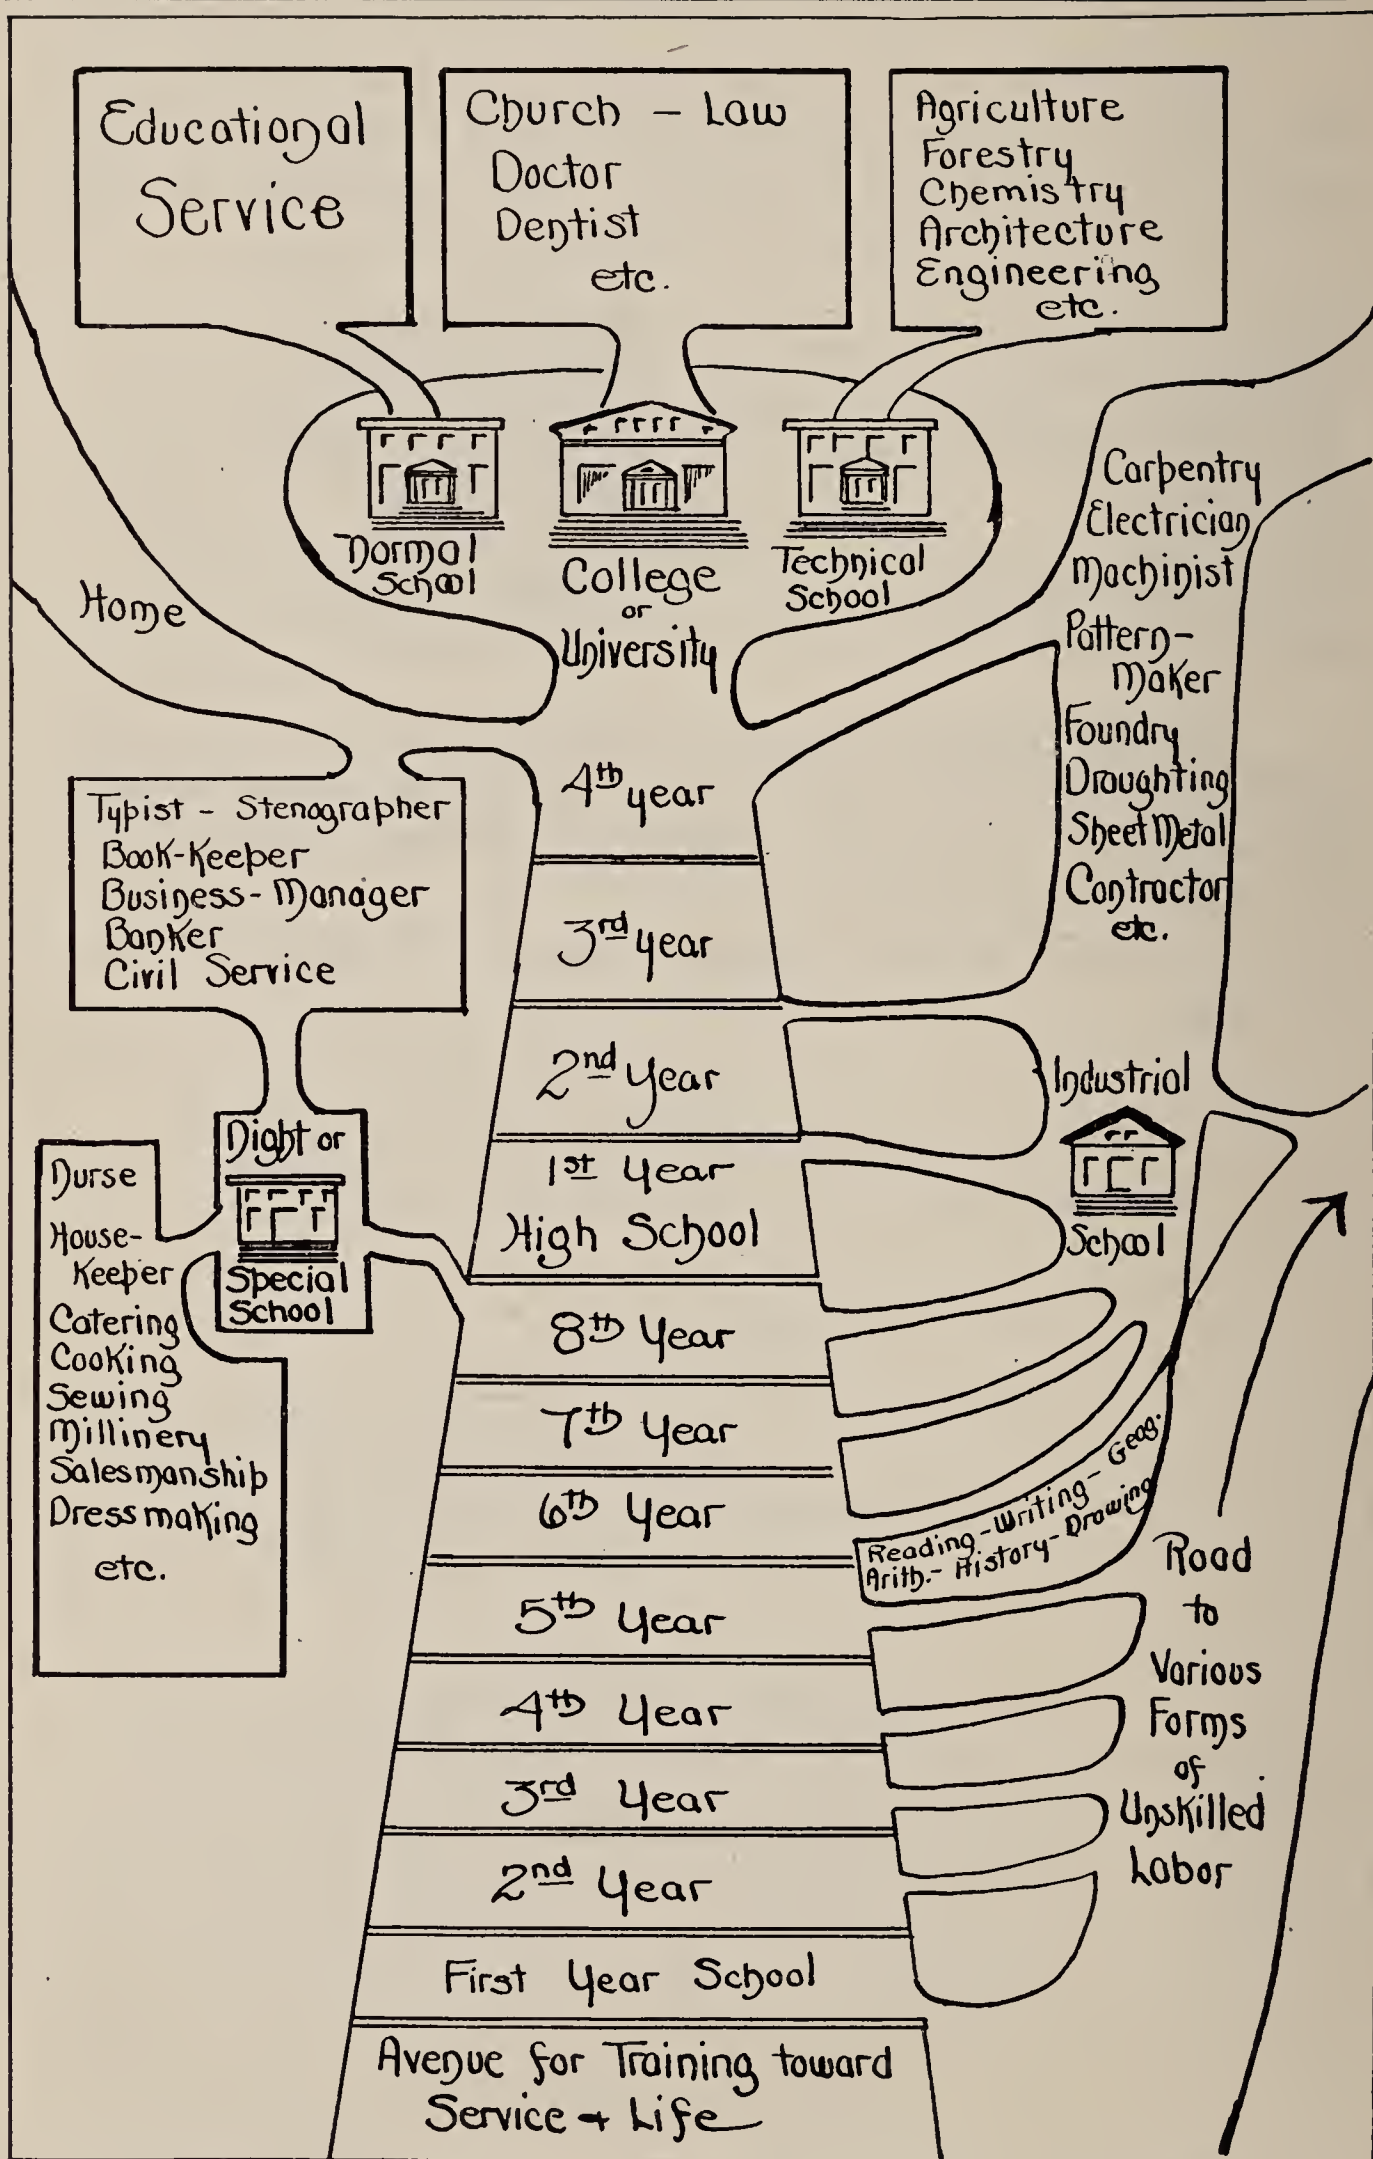 Educational
Service
Church – Law
Doctor
Dentist
etc.
Agriculture
Forestry
Chemistry
Architecture
Engineering
etc.
Normal
School
College
or
University
Technical
School
Home
Carpentry
Electrician
Machinist
Pattern-
Maker
Foundry
Draughting
Sheet Metal
Contractor
etc.
Typist – Stenographer
Book-Keeper
Business-Manager
Banker
Civil Service
4th year
3rd year
2nd Year
1st Year
High School
Industrial
School
Night or
Special
School
Nurse
House-
Keeper
Catering
Cooking
Sewing
Millinery
Salesmanship
Dressmaking
etc.
8th Year
7th Year
6th Year
5th Year
4th Year
3rd Year
2nd Year
First Year School
Reading-Writing-Geog.
Arith.-History-Drawing
Road
to
Various
Forms
of
Unskilled
Labor
Avenue for Training toward
Service + Life